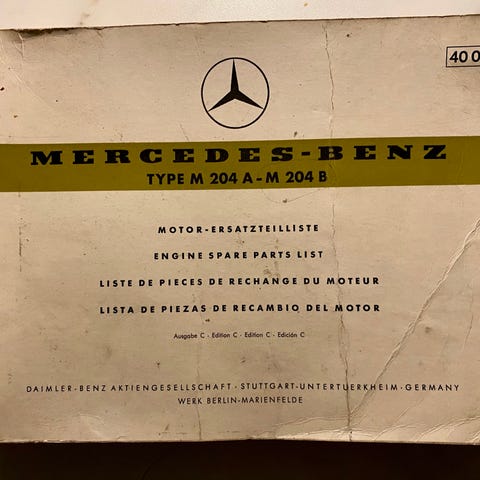 40 0
MERCEDES-BENZ
TYPE M 204 A-M 204 B
MOTOR-ERSATZTEILLISTE
ENGINE SPARE PARTS LIST
LISTE DE PIECES DE RECHANGE DU MOTEUR
LISTA DE PIEZAS DE RECAMBIO DEL MOTOR
Ausgabe C · Edition C · Edition C · Edición C
DAIMLER-BENZ AKTIENGESELLSCHAFT · STUTTGART-UNTERTUERKHEIM · GERMANY
WERK BERLIN-MARIENFELDE